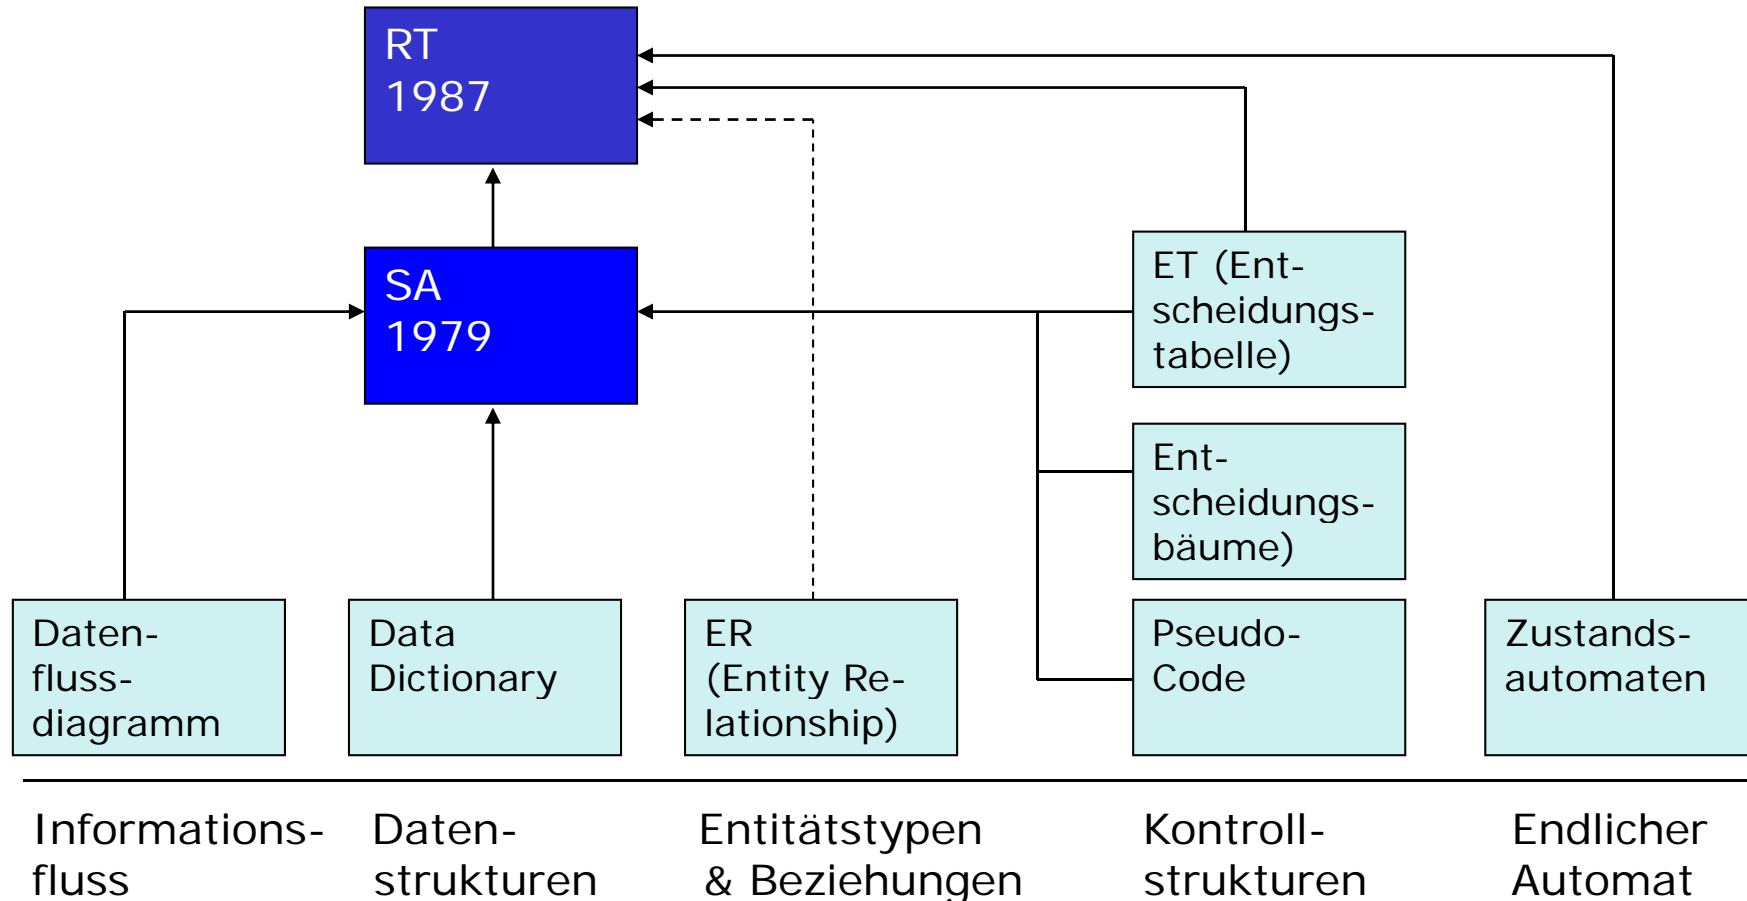 RT
1987
SA
1979
ET (Ent-
scheidungs-
tabelle)
Ent-
scheidungs-
bäume)
Daten-
fluss-
diagramm
Data
Dictionary
ER
(Entity Re-
lationship)
Pseudo-
Code
Zustands-
automaten
Informations-
fluss
Daten-
strukturen
Entitätstypen
& Beziehungen
Kontroll-
strukturen
Endlicher
Automat